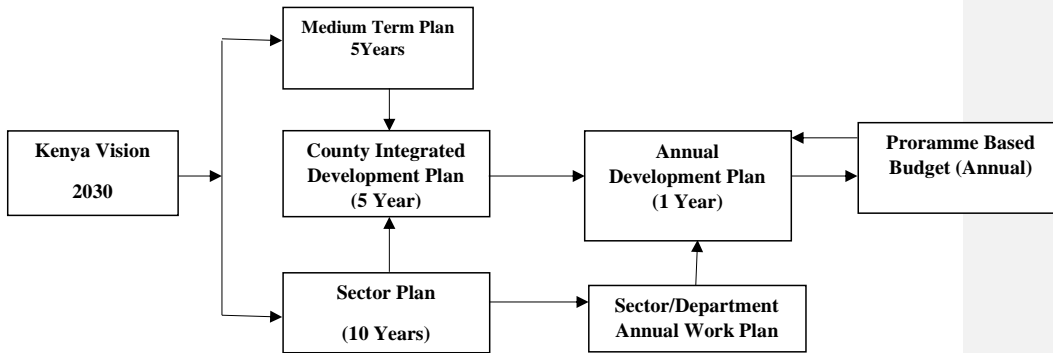 Medium Term Plan
5Years
Kenya Vision
2030
County Integrated
Development Plan
(5 Year)
Annual
Development Plan
(1 Year)
Proramme Based
Budget (Annual)
Sector Plan
(10 Years)
Sector/Department
Annual Work Plan